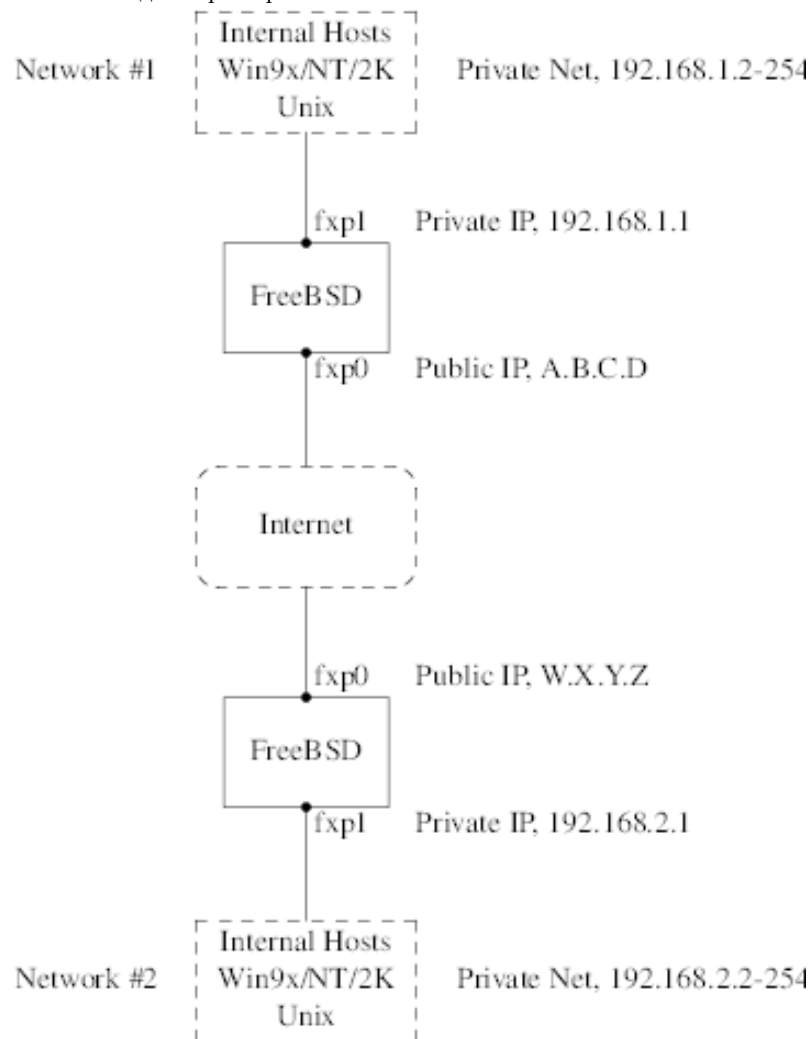 Internal Hosts
Network #1 Win9x/NT/2K Private Net, 192.168.1.2-254
Unix
fxp1 Private IP, 192.168.1.1
FreeBSD
fxp0 Public IP, A.B.C.D
Internet
fxp0 Public IP, W.X.Y.Z
FreeBSD
fxp1 Private IP, 192.168.2.1
Internal Hosts
Network #2 Win9x/NT/2K Private Net, 192.168.2.2-254
Unix